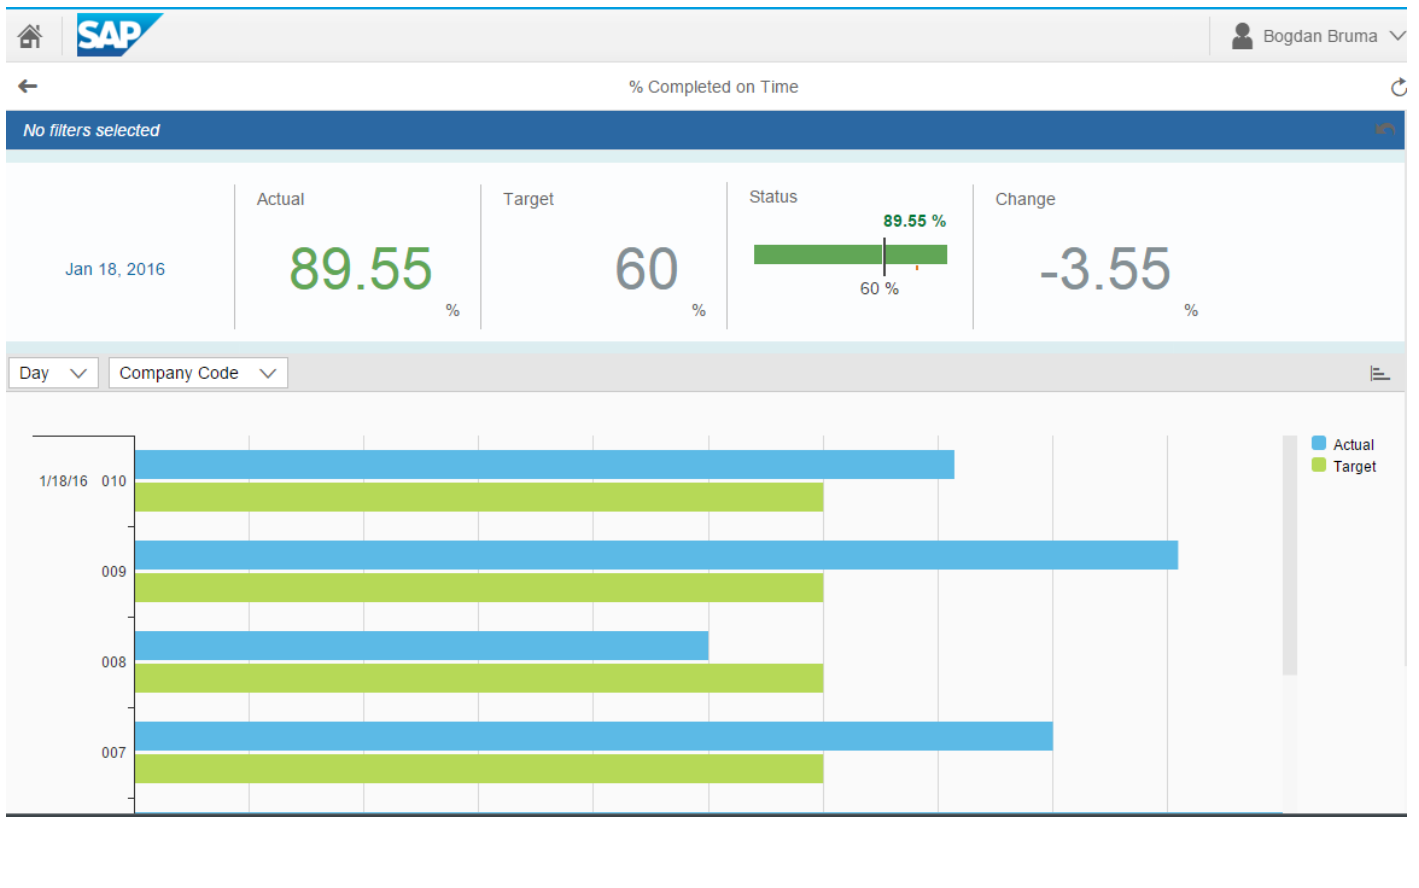 SAP
Bogdan Bruma
% Completed on Time
No filters selected
Jan 18, 2016
Actual
89.55
%
Target
60
%
Status
89.55 %
60 %
Change
-3.55
%
Day
Company Code
Actual
Target
1/18/16 010
009
008
007